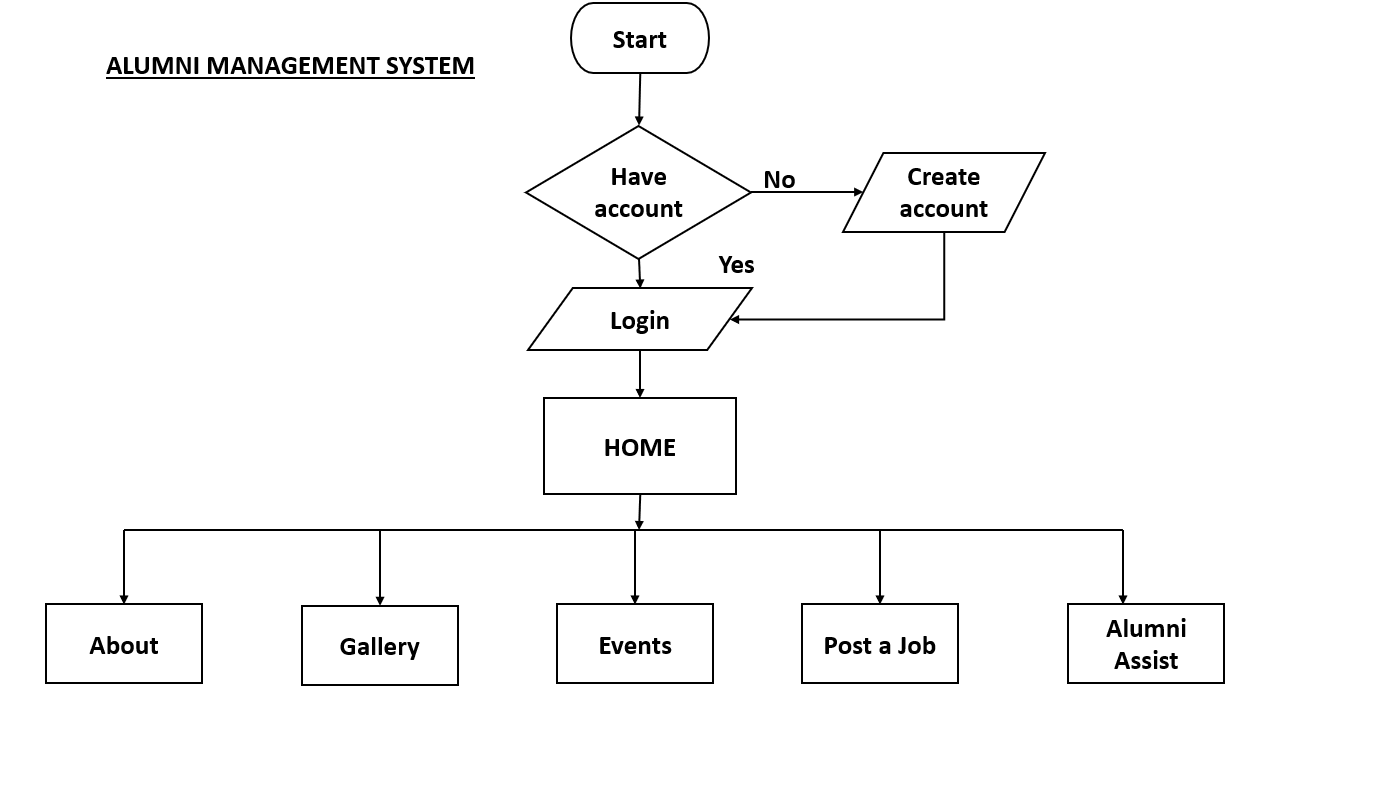 Start
ALUMNI MANAGEMENT SYSTEM
Have
account
No
Create
account
Yes
Login
HOME
About
Gallery
Events
Post a Job
Alumni
Assist